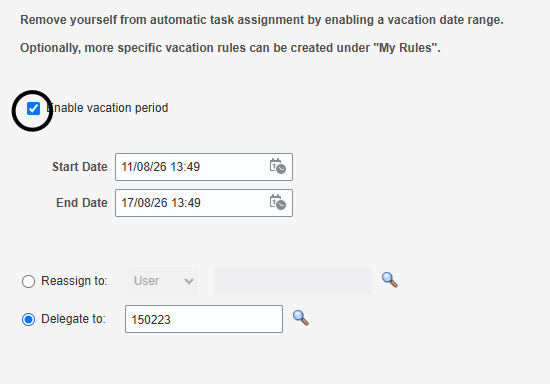 Remove yourself from automatic task assignment by enabling a vacation date range.
Optionally, more specific vacation rules can be created under "My Rules".
Enable vacation period
Start Date 11/08/26 13:49
End Date 17/08/26 13:49
Reassign to: User
Delegate to: 150223